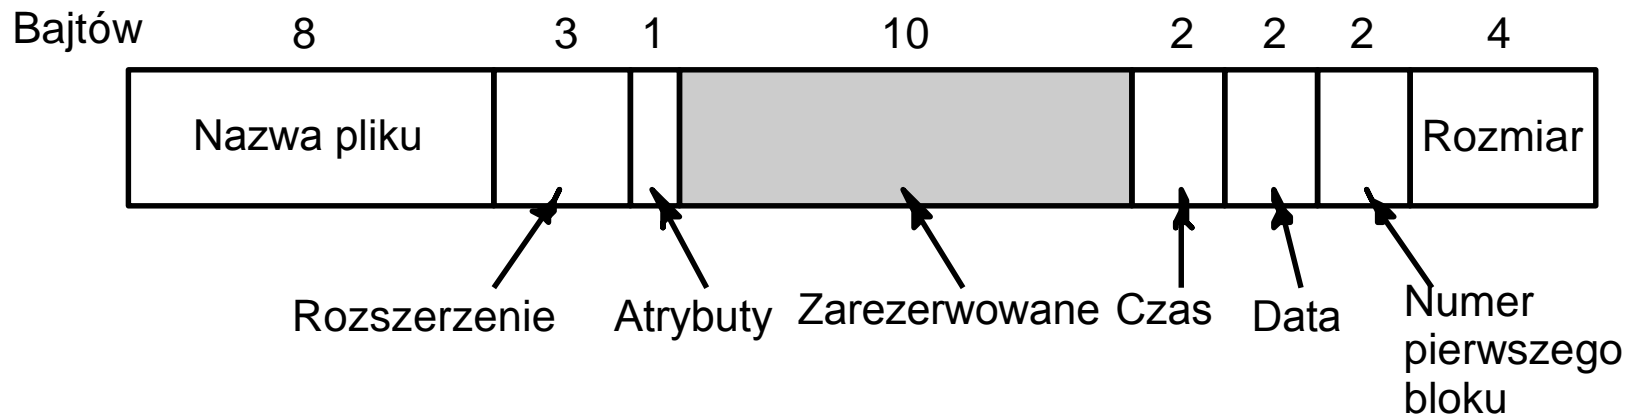 Bajtów 8 3 1 10 2 2 2 4
Nazwa pliku Rozmiar
Rozszerzenie Atrybuty Zarezerwowane Czas Data Numer
pierwszego
bloku